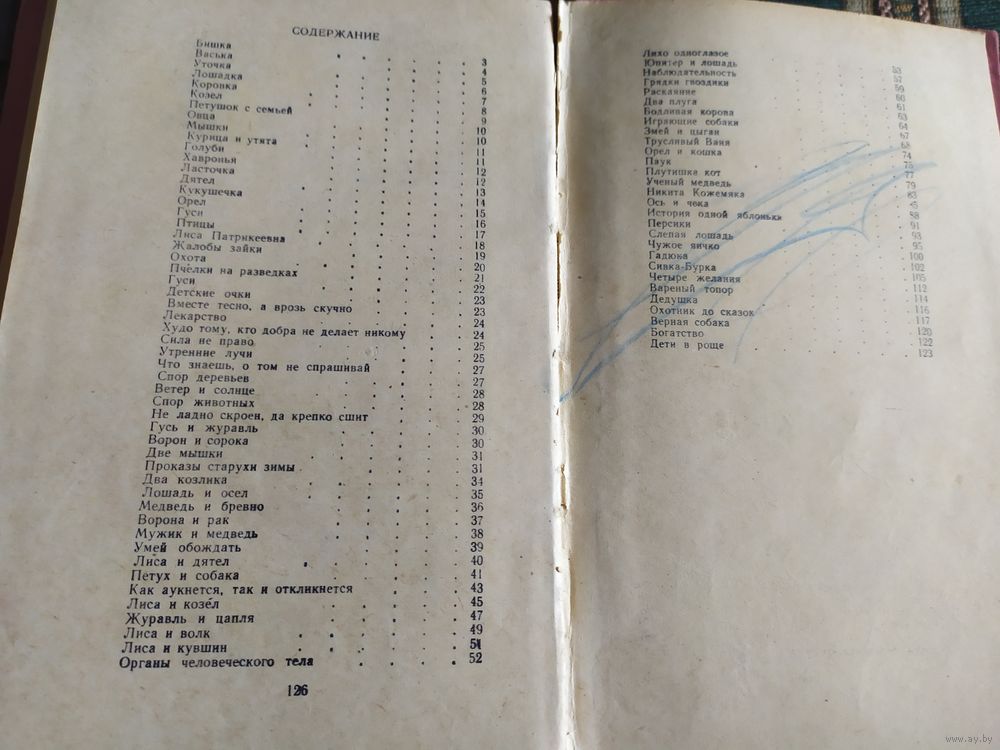 СОДЕРЖАНИЕ
Бишка 3
Васька 4
Уточка 5
Лошадка 6
Коровка 7
Козел 8
Петушок с семьей 9
Овца 10
Мышки 10
Курица и утята 11
Голуби 11
Хавронья 12
Ласточка 12
Дятел 13
Кукушечка 14
Орел 15
Гуси 16
Птицы 17
Лиса Патрикеевна 18
Жалобы зайки 19
Охота 20
Пчёлки на разведках 21
Гуси 22
Детские очки 23
Вместе тесно, а врозь скучно 23
Лекарство 24
Худо тому, кто добра не делает никому 24
Сила не право 25
Утренние лучи 25
Что знаешь, о том не спрашивай 27
Спор деревьев 27
Ветер и солнце 28
Спор животных 28
Не ладно скроен, да крепко сшит 29
Гусь и журавль 30
Ворон и сорока 30
Две мышки 31
Проказы старухи зимы 31
Два козлика 34
Лошадь и осел 35
Медведь и бревно 36
Ворона и рак 37
Мужик и медведь 38
Умей обождать 39
Лиса и дятел 40
Петух и собака 41
Как аукнется, так и откликнется 43
Лиса и козёл 45
Журавль и цапля 47
Лиса и волк 49
Лиса и кувшин 51
Органы человеческого тела 52
126
Лихо одноглазое 53
Юпитер и лошадь 57
Наблюдательность 59
Грядки гвоздики 60
Раскаяние 61
Два плуга 63
Бодливая корова 64
Играющие собаки 67
Змей и цыган 68
Трусливый Ваня 74
Орел и кошка 75
Паук 77
Плутишка кот 79
Ученый медведь 83
Никита Кожемяка
Ось и чека 88
История одной яблоньки 91
Персики 93
Слепая лошадь 95
Чужое яичко 100
Гадюка 102
Сивка-Бурка 105
Четыре желания 112
Вареный топор 114
Дедушка 116
Охотник до сказок 117
Верная собака 120
Богатство 122
Дети в роще 123
www.ay.by